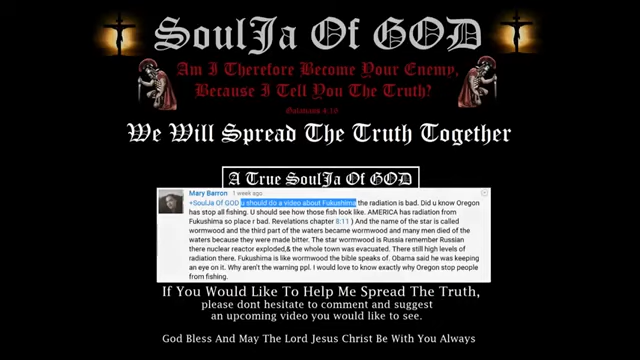 SoulJa Of GOD
Am I Therefore Become Your Enemy,
Because I Tell You The Truth?
Galatians 4:16
We Will Spread The Truth Together
A True SoulJa Of GOD
Mary Barron 1 week ago
+SoulJa Of GOD u should do a video about Fukushima the radiation is bad. Did u know Oregon
has stop all fishing. U should see how those fish look like. AMERICA has radiation from
Fukushima so place r bad. Revelations chapter 8:11 } And the name of the star is called
wormwood and the third part of the waters became wormwood and many men died of the
waters because they were made bitter. The star wormwood is Russia remember Russian
there nuclear reactor exploded,& the whole town was evacuated. There still high levels of
radiation there. Fukushima is like wormwood the bible speaks of. Obama said he was keeping
an eye on it. Why aren't the warning ppl. I would love to know exactly why Oregon stop people
from fishing.
If You Would Like To Help Me Spread The Truth,
please dont hesitate to comment and suggest
an upcoming video you would like to see.
God Bless And May The Lord Jesus Christ Be With You Always